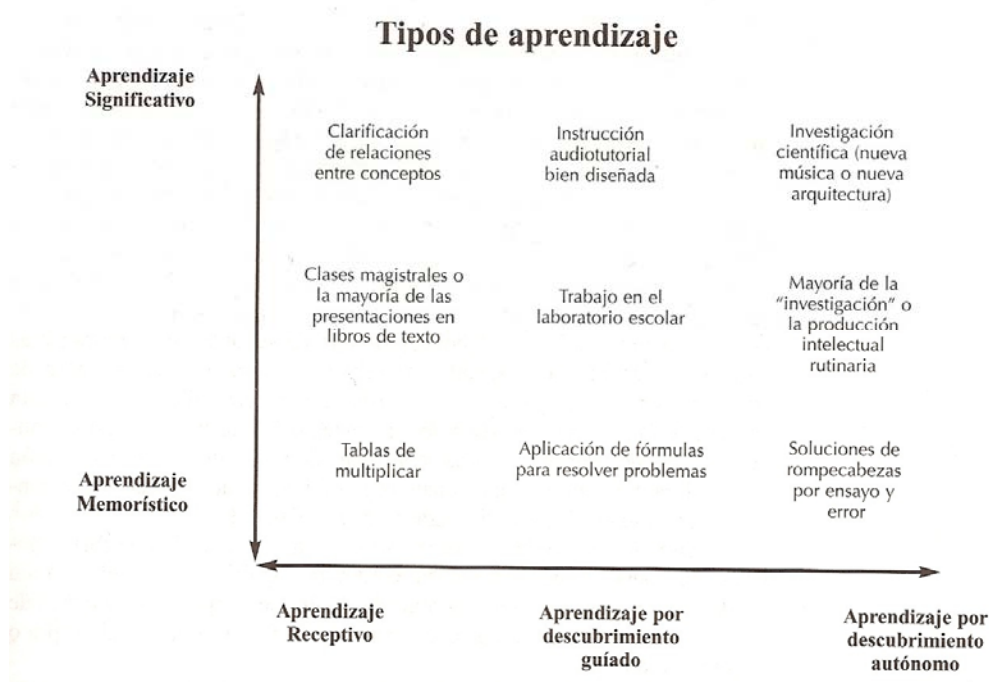 Tipos de aprendizaje
Aprendizaje
Significativo
Clarificación
de relaciones
entre conceptos
Instrucción
audiotutorial
bien diseñada
Investigación
científica (nueva
música o nueva
arquitectura)
Clases magistrales o
la mayoría de las
presentaciones en
libros de texto
Trabajo en el
laboratorio escolar
Mayoría de la
“investigación” o
la producción
intelectual
rutinaria
Aprendizaje
Memorístico
Tablas de
multiplicar
Aplicación de fórmulas
para resolver problemas
Soluciones de
rompecabezas
por ensayo y
error
Aprendizaje
Receptivo
Aprendizaje por
descubrimiento
guíado
Aprendizaje por
descubrimiento
autónomo